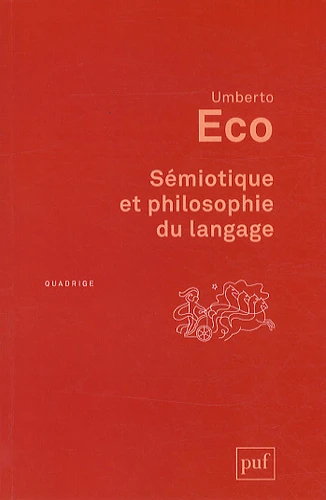 Umberto
Eco
Sémiotique
et philosophie
du langage
QUADRIGE
puf